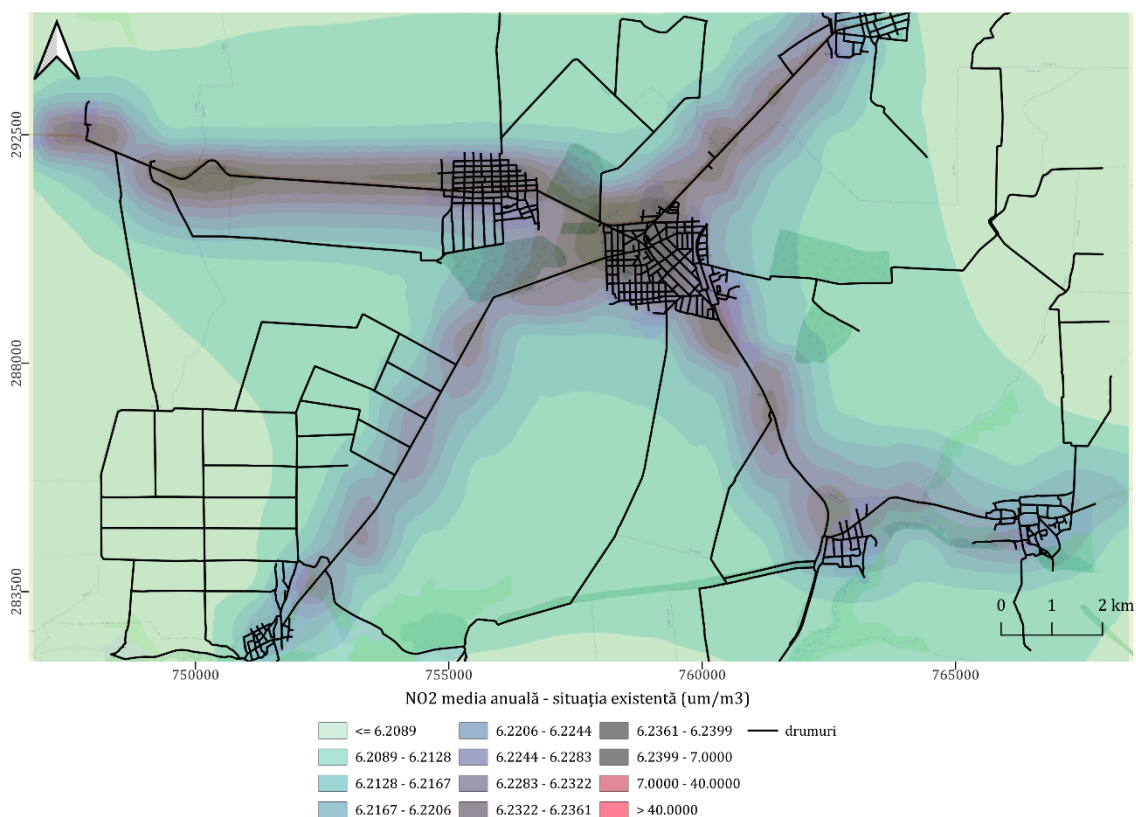 292500
288000
283500
750000
755000
760000
765000
0 1 2 km
NO2 media anuală - situația existentă (um/m3)
<= 6.2089
6.2089 - 6.2128
6.2128 - 6.2167
6.2167 - 6.2206
6.2206 - 6.2244
6.2244 - 6.2283
6.2283 - 6.2322
6.2322 - 6.2361
6.2361 - 6.2399
6.2399 - 7.0000
7.0000 - 40.0000
> 40.0000
drumuri